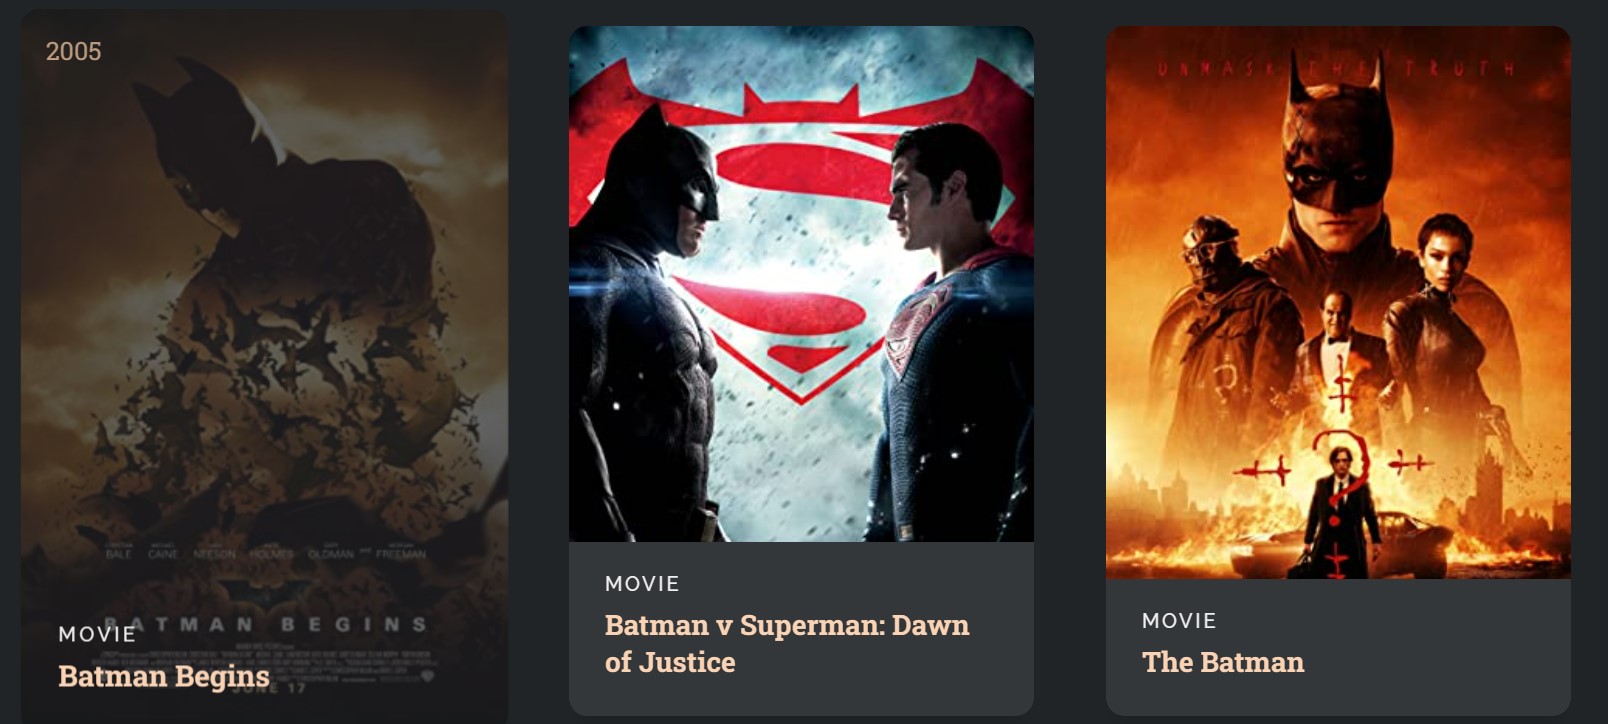 2005
BALE CAINE NEESON HOLMES OLDMAN and FREEMAN
BATMAN BEGINS
MOVIE
Batman Begins
JUNE 17
MOVIE
Batman v Superman: Dawn
of Justice
UNMASK THE TRUTH
MOVIE
The Batman